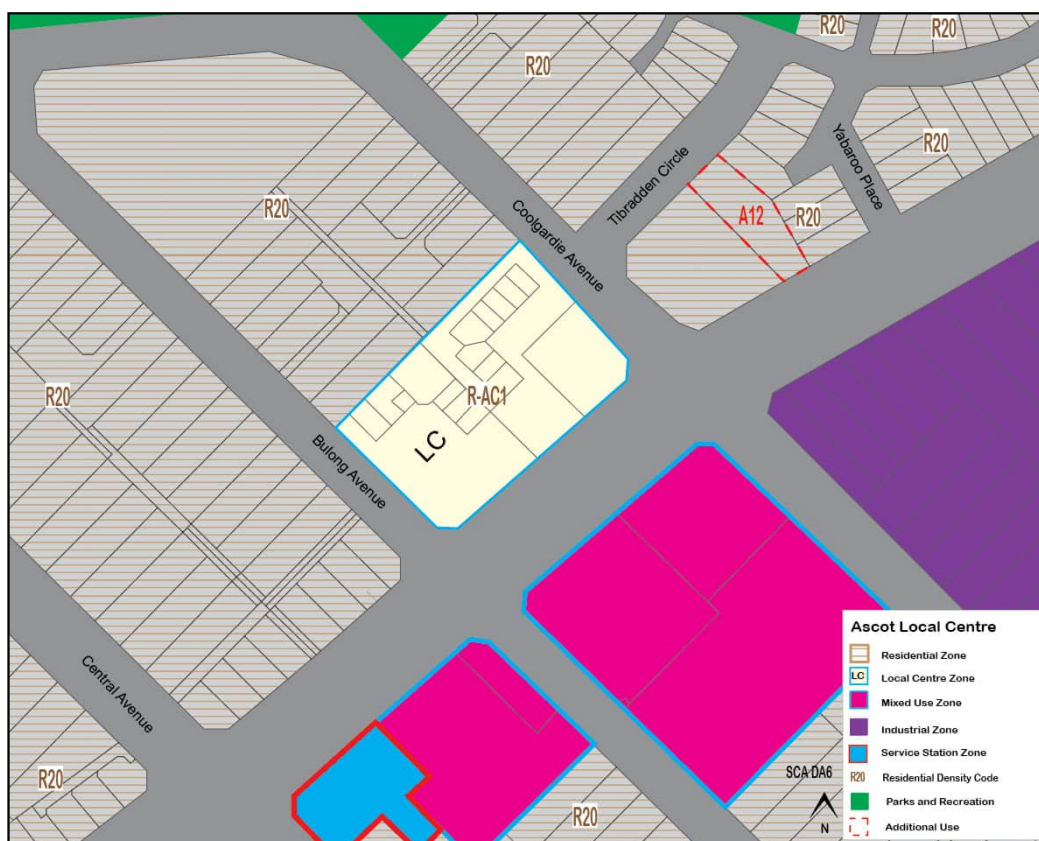 R20
R20
R20
R20
Yabaroo Place
Tibradden Circle
R20
Coolgardie Avenue
A12
R20
R-AC1
LC
R20
Bulong Avenue
Central Avenue
R20
R20
SCA DA6
N
Ascot Local Centre
Residential Zone
LC Local Centre Zone
Mixed Use Zone
Industrial Zone
Service Station Zone
R20 Residential Density Code
Parks and Recreation
Additional Use